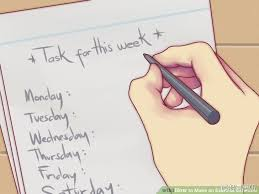 * Task for this week *
Monday :
Tuesday :
Wednesday :
Thursday :
Friday :
Saturday :